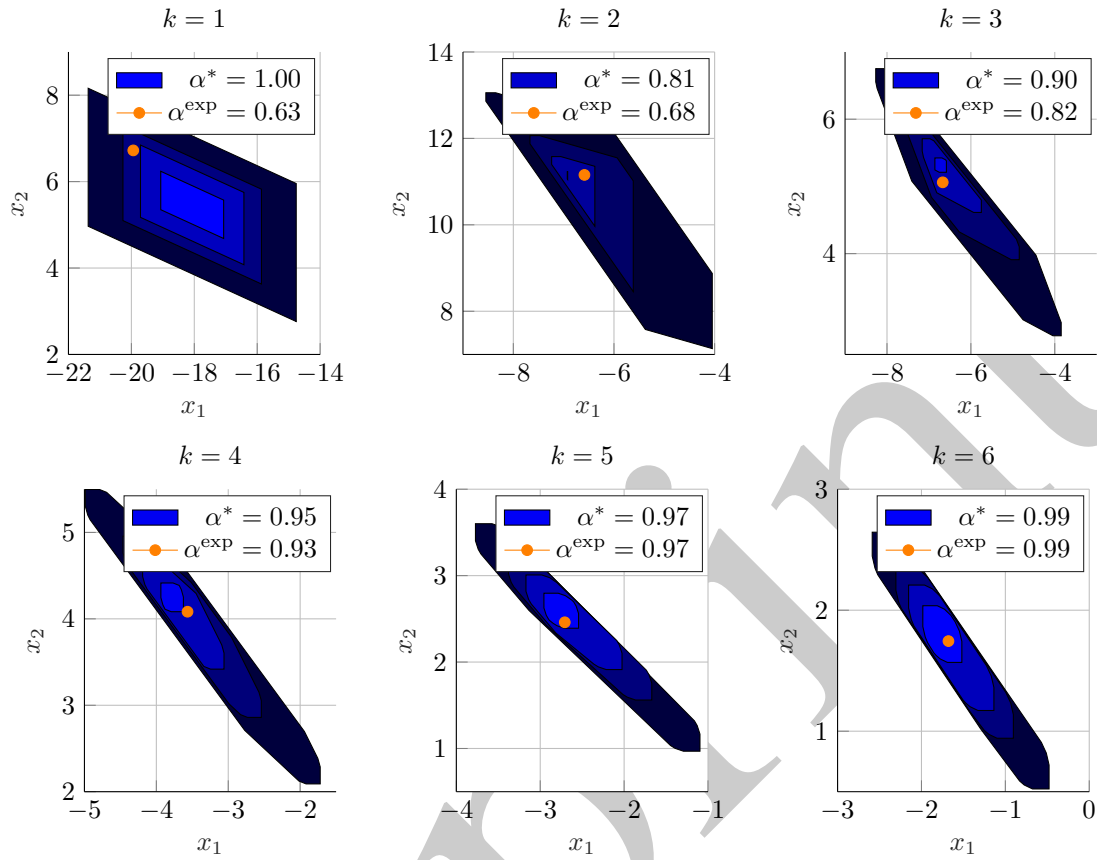 k = 1
α* = 1.00
α^exp = 0.63
8
6
4
2
−22
−20
−18
−16
−14
x₁
x₂
k = 2
α* = 0.81
α^exp = 0.68
14
12
10
8
−8
−6
−4
x₁
x₂
k = 3
α* = 0.90
α^exp = 0.82
6
4
−8
−6
−4
x₁
x₂
k = 4
α* = 0.95
α^exp = 0.93
5
4
3
2
−5
−4
−3
−2
x₁
x₂
k = 5
α* = 0.97
α^exp = 0.97
4
3
2
1
−4
−3
−2
−1
x₁
x₂
k = 6
α* = 0.99
α^exp = 0.99
3
2
1
−3
−2
−1
0
x₁
x₂